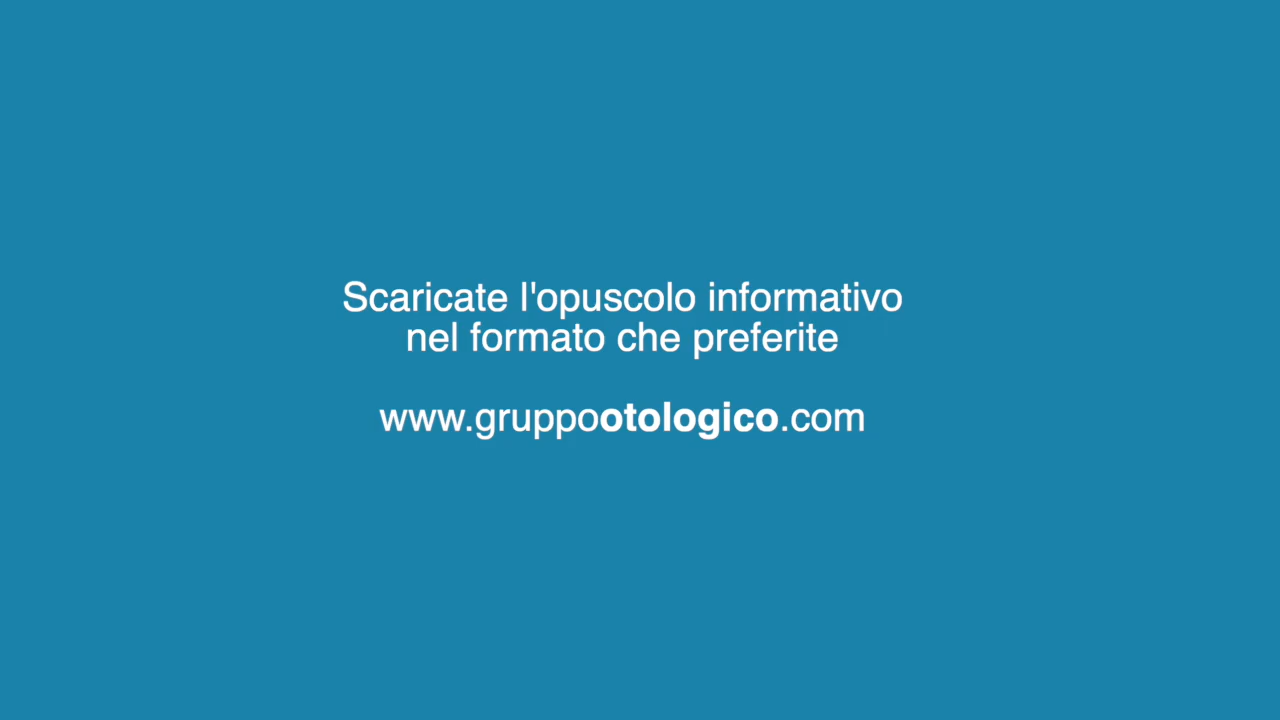 Scaricate l'opuscolo informativo
nel formato che preferite
www.gruppootologico.com